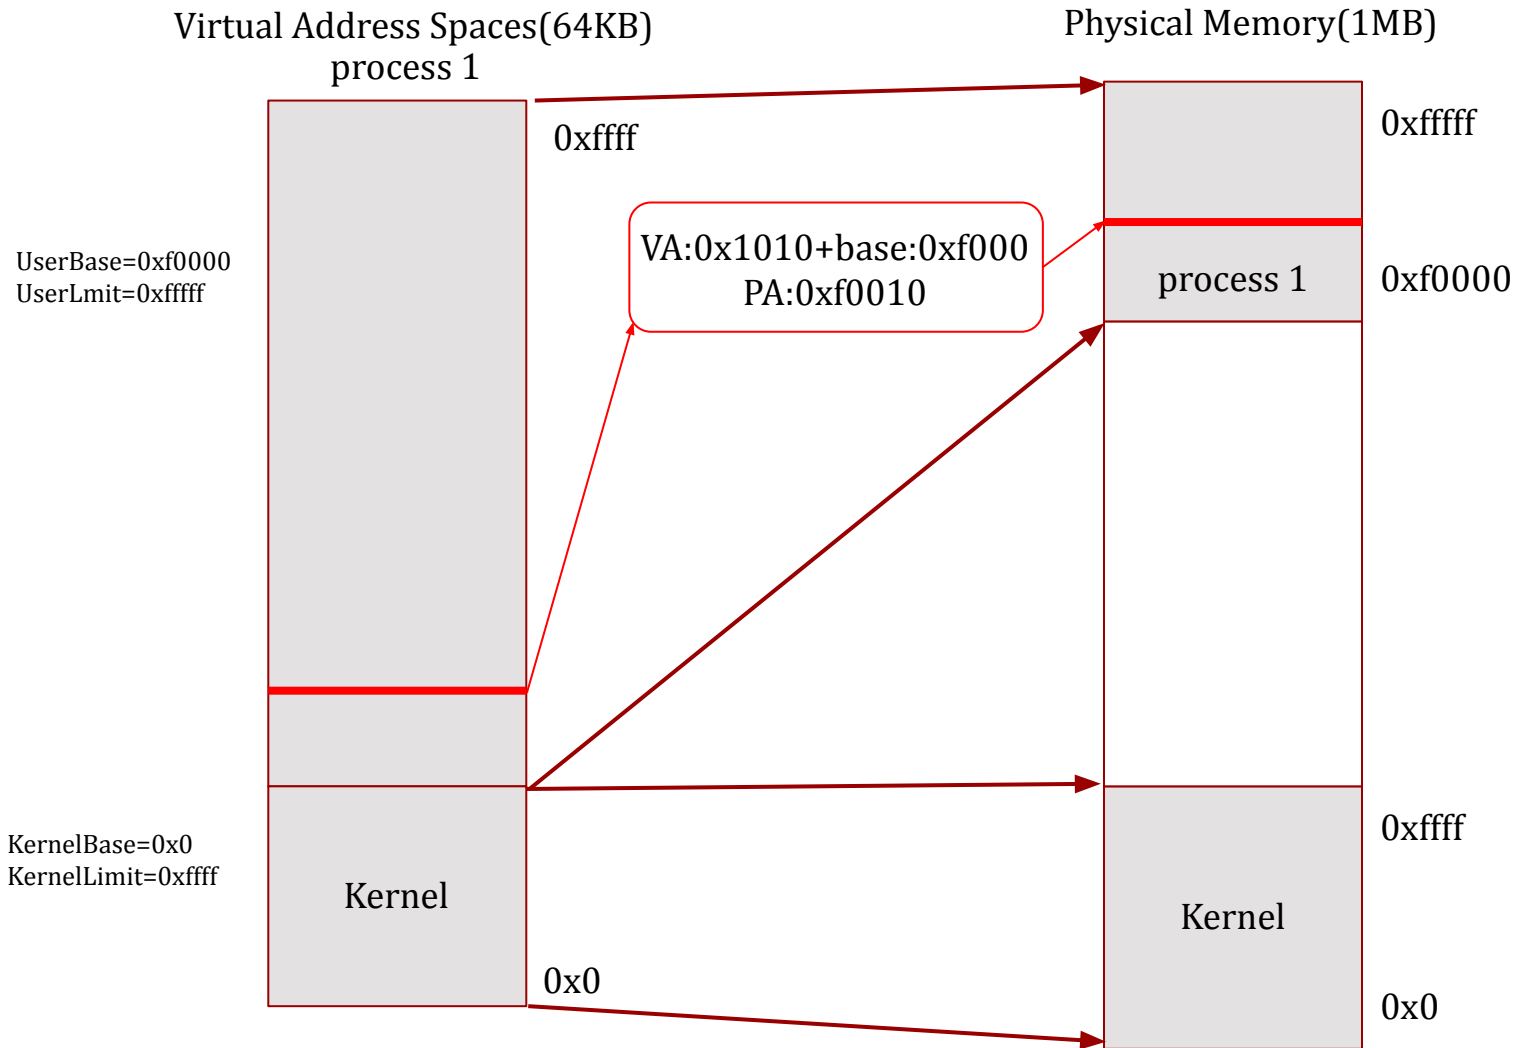 Virtual Address Spaces(64KB)
process 1
Physical Memory(1MB)
0xffff
0xfffff
UserBase=0xf0000
UserLmit=0xfffff
VA:0x1010+base:0xf000
PA:0xf0010
process 1
0xf0000
KernelBase=0x0
KernelLimit=0xffff
Kernel
0x0
0xffff
Kernel
0x0